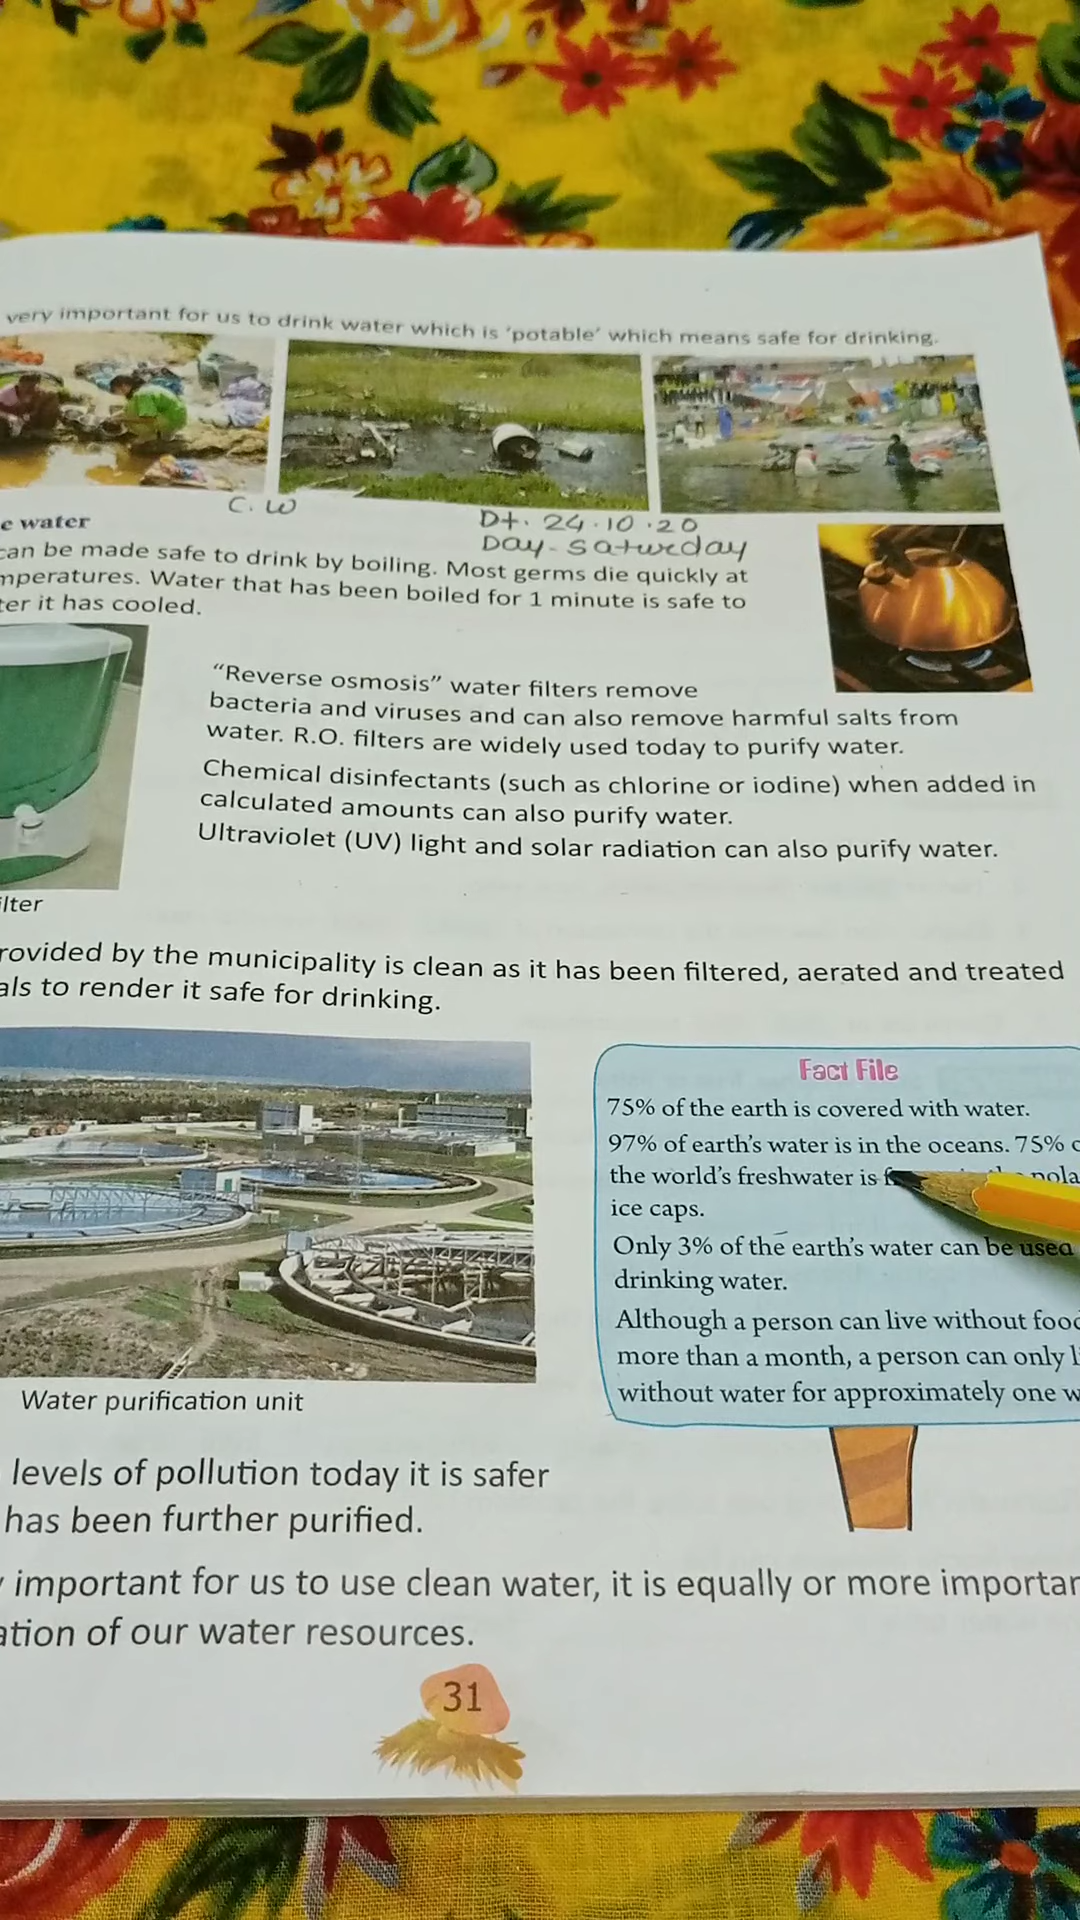 very important for us to drink water which is 'potable' which means safe for drinking.
C.W
Dt. 24.10.20
Day - Saturday
e water
can be made safe to drink by boiling. Most germs die quickly at
mperatures. Water that has been boiled for 1 minute is safe to
ter it has cooled.
“Reverse osmosis” water filters remove
bacteria and viruses and can also remove harmful salts from
water. R.O. filters are widely used today to purify water.
Chemical disinfectants (such as chlorine or iodine) when added in
calculated amounts can also purify water.
Ultraviolet (UV) light and solar radiation can also purify water.
ilter
rovided by the municipality is clean as it has been filtered, aerated and treated
als to render it safe for drinking.
Fact File
75% of the earth is covered with water.
97% of earth's water is in the oceans. 75% o
the world's freshwater is
ice caps.
Only 3% of the earth's water can be used
drinking water.
Although a person can live without food
more than a month, a person can only li
without water for approximately one w
Water purification unit
levels of pollution today it is safer
has been further purified.
important for us to use clean water, it is equally or more importan
ation of our water resources.
31